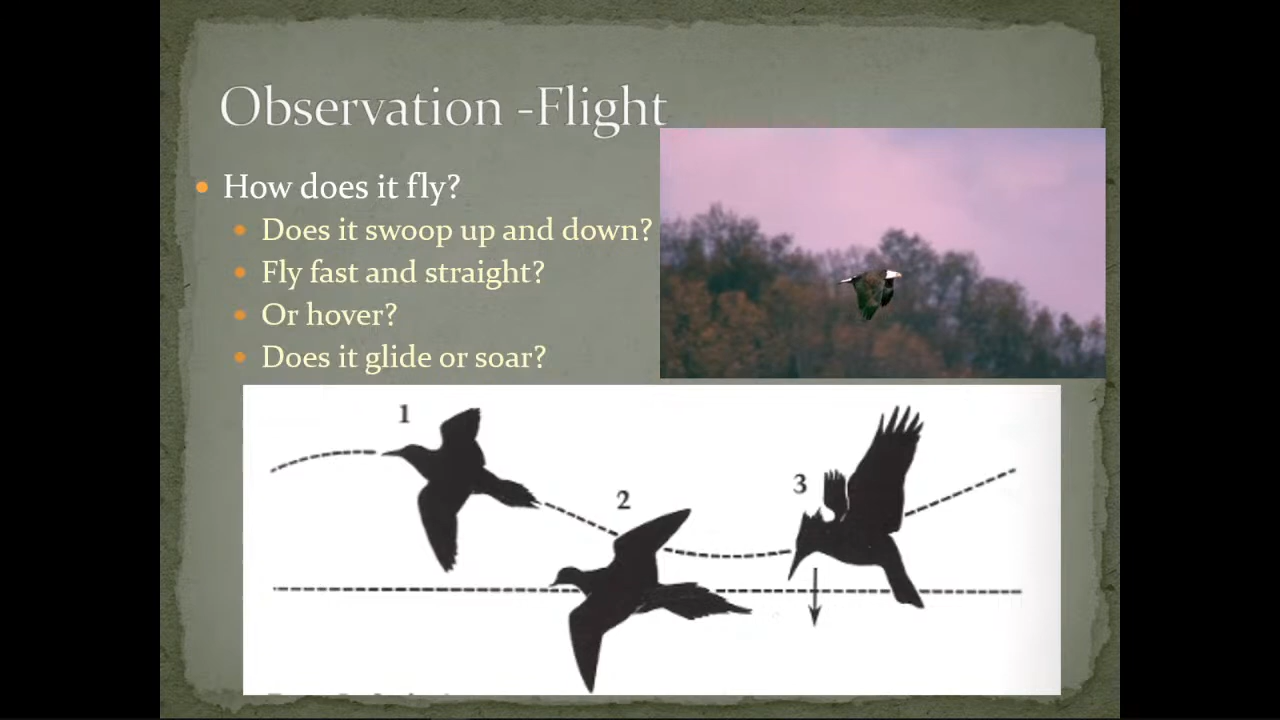 Observation -Flight
How does it fly?
Does it swoop up and down?
Fly fast and straight?
Or hover?
Does it glide or soar?
1
2
3